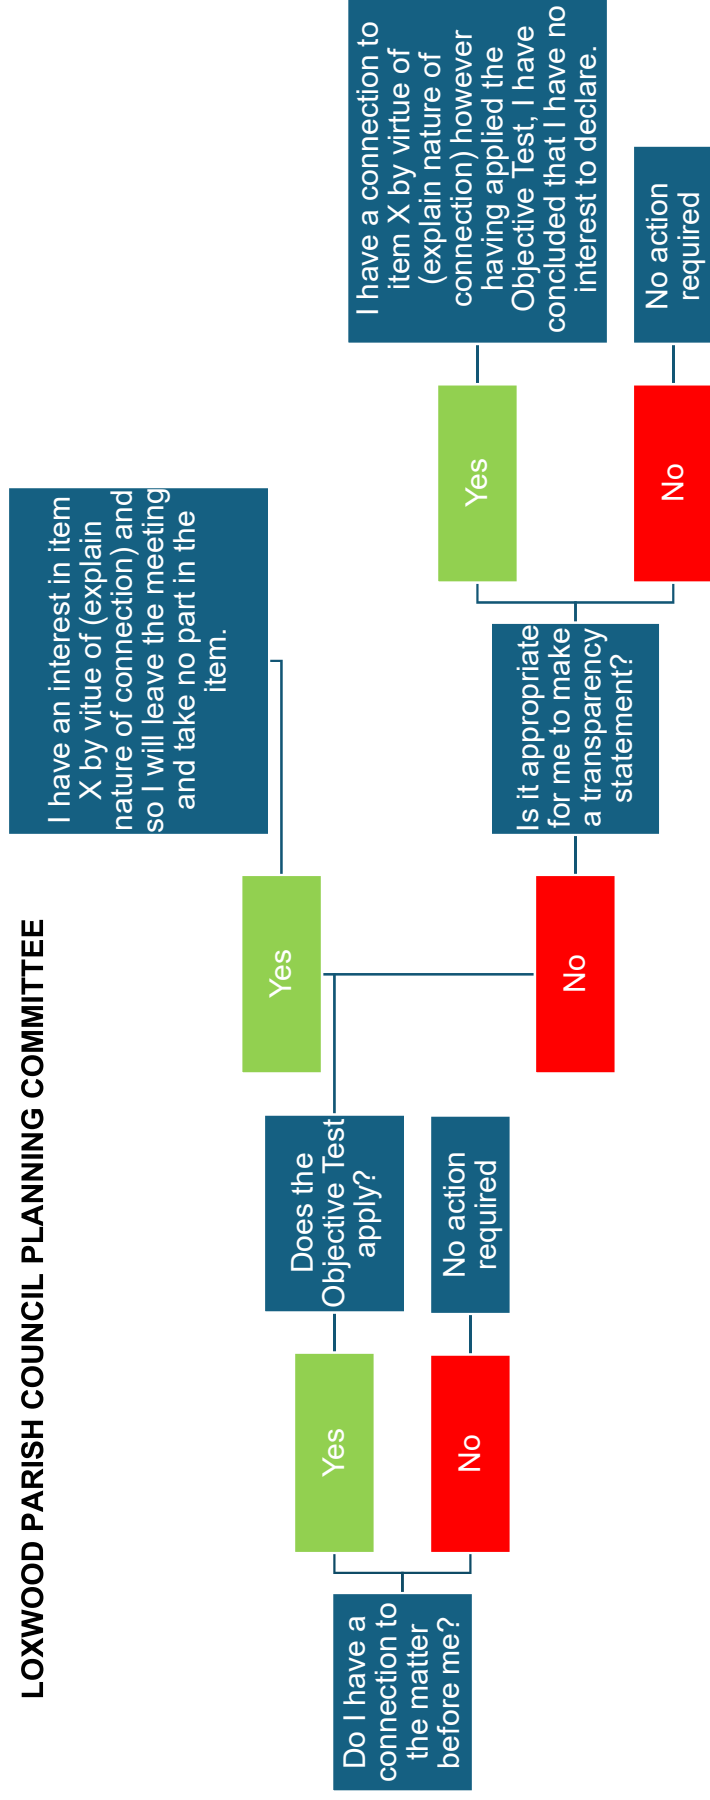 LOXWOOD PARISH COUNCIL PLANNING COMMITTEE
Do I have a
connection to
the matter
before me?
Yes
Does the
Objective Test
apply?
Yes
I have an interest in item
X by vitue of (explain
nature of connection) and
so I will leave the meeting
and take no part in the
item.
No
Is it appropriate
for me to make
a transparency
statement?
Yes
I have a connection to
item X by virtue of
(explain nature of
connection) however
having applied the
Objective Test, I have
concluded that I have no
interest to declare.
No
No action
required
No
No action
required